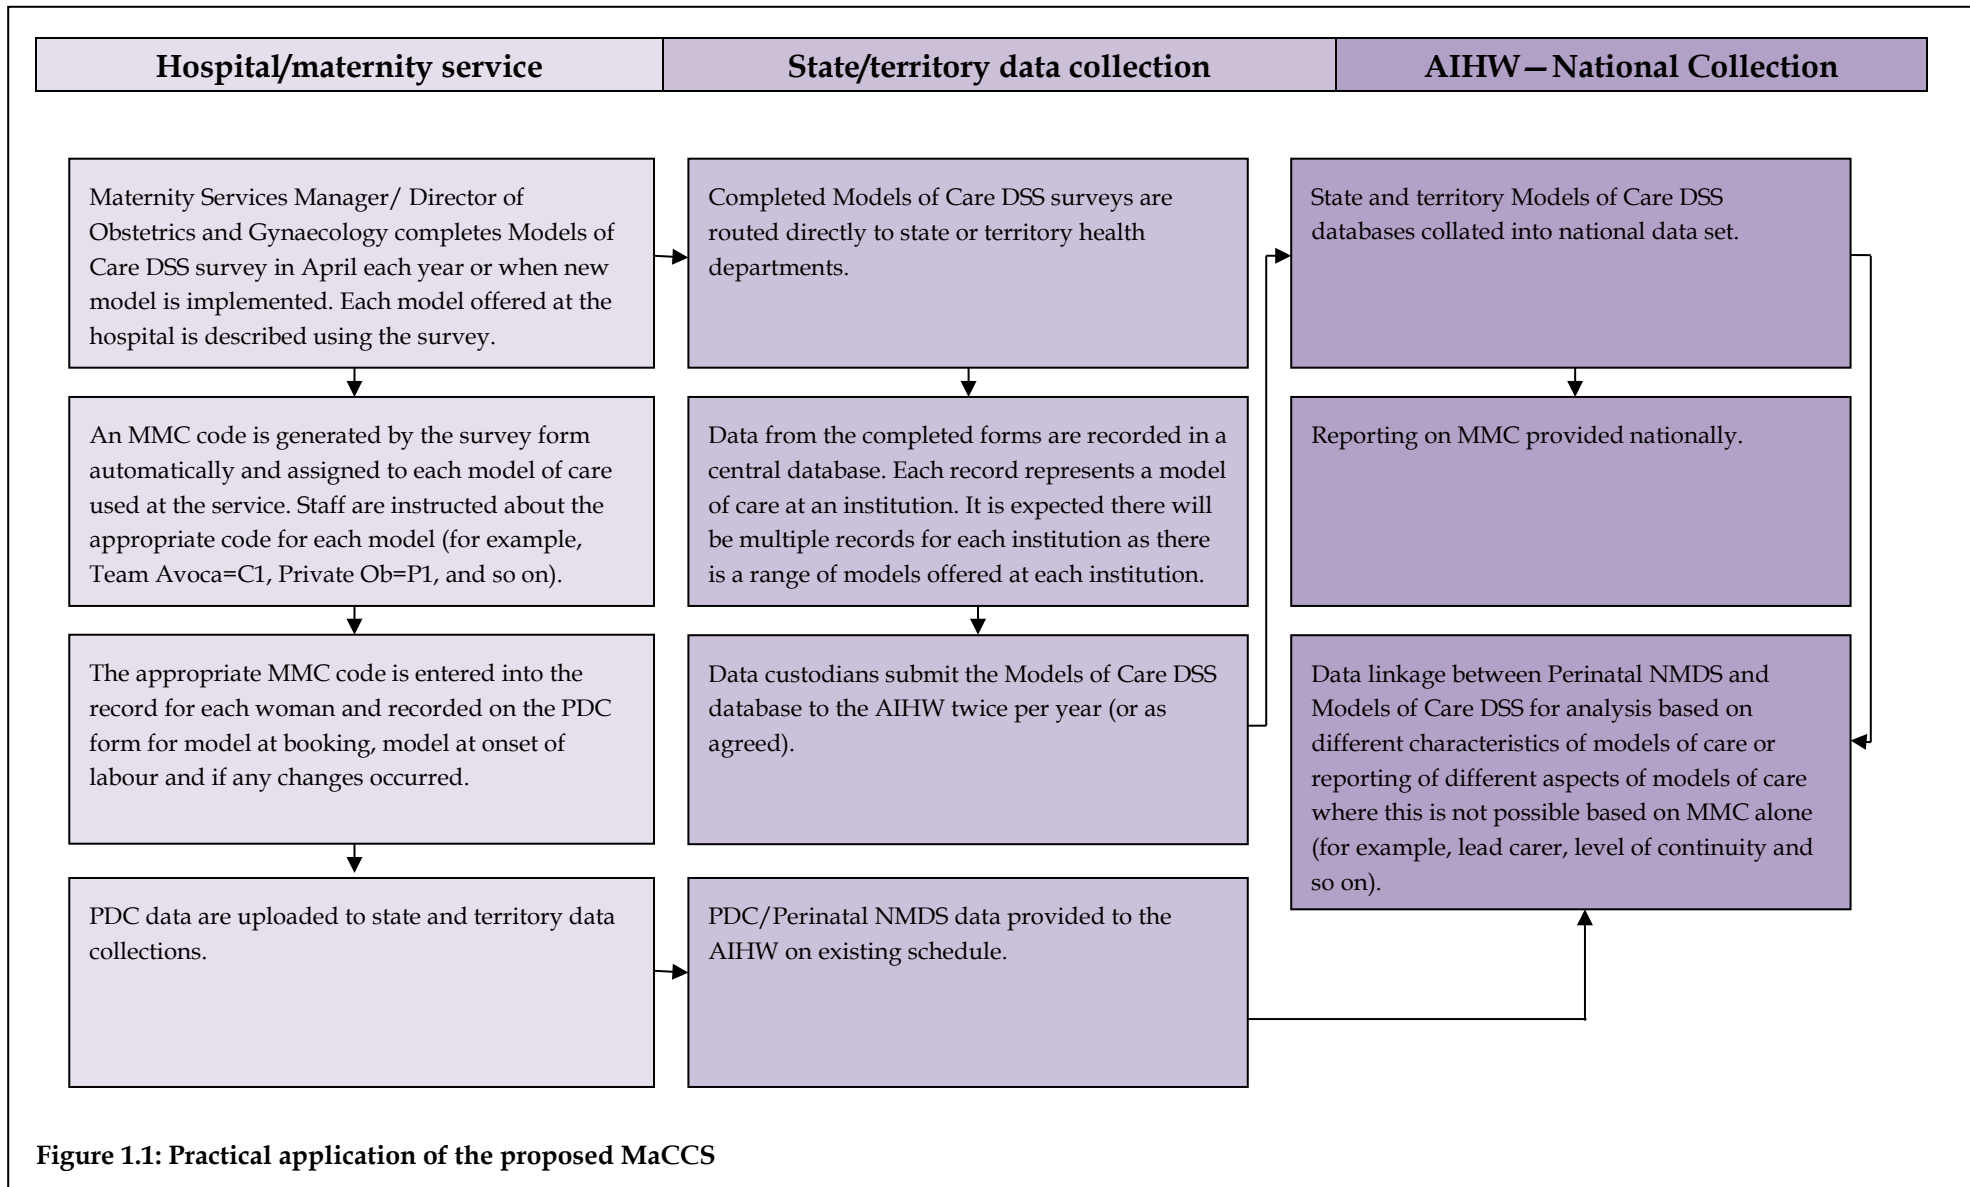 Hospital/maternity service
State/territory data collection
AIHW—National Collection
Maternity Services Manager/ Director of
Obstetrics and Gynaecology completes Models of
Care DSS survey in April each year or when new
model is implemented. Each model offered at the
hospital is described using the survey.
An MMC code is generated by the survey form
automatically and assigned to each model of care
used at the service. Staff are instructed about the
appropriate code for each model (for example,
Team Avoca=C1, Private Ob=P1, and so on).
The appropriate MMC code is entered into the
record for each woman and recorded on the PDC
form for model at booking, model at onset of
labour and if any changes occurred.
PDC data are uploaded to state and territory data
collections.
Completed Models of Care DSS surveys are
routed directly to state or territory health
departments.
Data from the completed forms are recorded in a
central database. Each record represents a model
of care at an institution. It is expected there will
be multiple records for each institution as there
is a range of models offered at each institution.
Data custodians submit the Models of Care DSS
database to the AIHW twice per year (or as
agreed).
PDC/Perinatal NMDS data provided to the
AIHW on existing schedule.
State and territory Models of Care DSS
databases collated into national data set.
Reporting on MMC provided nationally.
Data linkage between Perinatal NMDS and
Models of Care DSS for analysis based on
different characteristics of models of care or
reporting of different aspects of models of care
where this is not possible based on MMC alone
(for example, lead carer, level of continuity and
so on).
Figure 1.1: Practical application of the proposed MaCCS